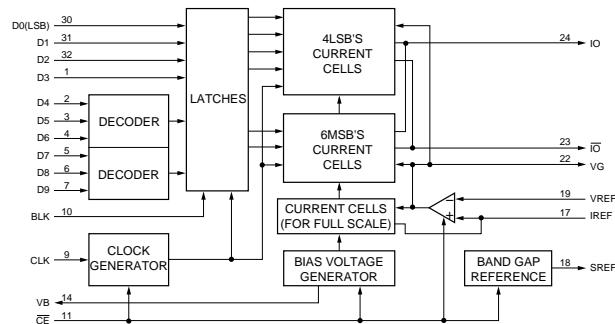 D0(LSB) 30
D1 31
D2 32
D3 1
D4 2
D5 3
D6 4
D7 5
D8 6
D9 7
BLK 10
CLK 9
VB 14
CE 11
DECODER
DECODER
CLOCK
GENERATOR
LATCHES
4LSB'S
CURRENT
CELLS
6MSB'S
CURRENT
CELLS
CURRENT CELLS
(FOR FULL SCALE)
BIAS VOLTAGE
GENERATOR
−
+
BAND GAP
REFERENCE
24 IO
23 I̅O̅
22 VG
19 VREF
17 IREF
18 SREF